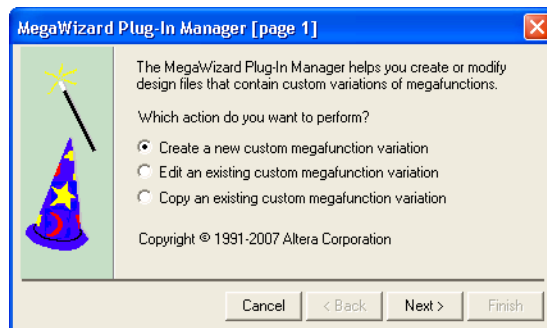 MegaWizard Plug-In Manager [page 1]
The MegaWizard Plug-In Manager helps you create or modify
design files that contain custom variations of megafunctions.
Which action do you want to perform?
Create a new custom megafunction variation
Edit an existing custom megafunction variation
Copy an existing custom megafunction variation
Copyright © 1991-2007 Altera Corporation
Cancel < Back Next > Finish